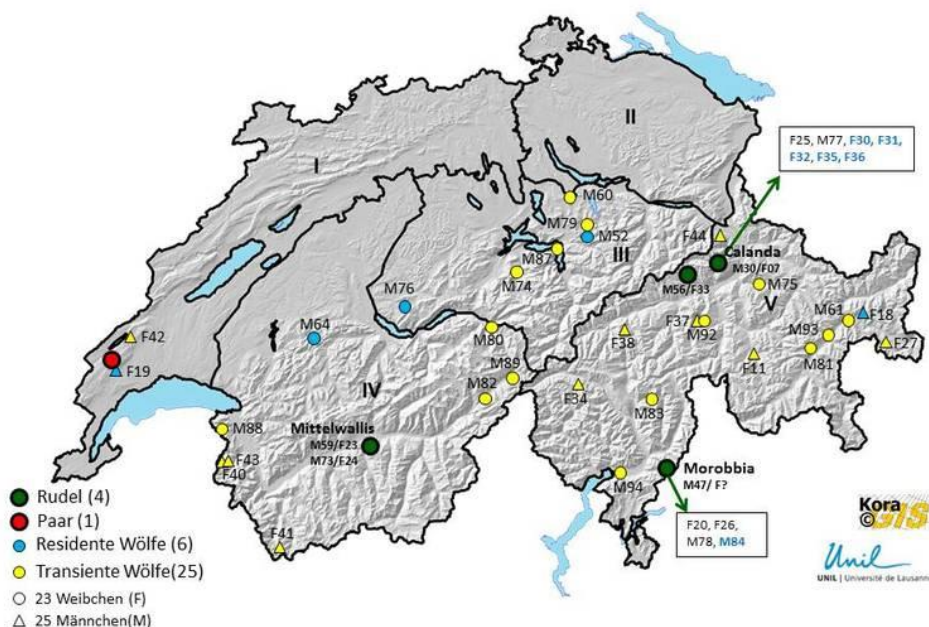 II
I
F25, M77, F30, F31,
F32, F35, F36
M60
M79
M52
M87
III
M74
F44
Calanda
M30/F07
M56/F33
M75
V
M76
M64
M80
F37
M92
F38
M61
F18
M93
M81
F27
F11
F42
F19
M89
M82
IV
F34
M83
M88
Mittelwallis
M59/F23
M73/F24
F43
F40
Morobbia
M47/ F?
M94
F41
F20, F26,
M78, M84
Rudel (4)
Paar (1)
Residente Wölfe (6)
Transiente Wölfe(25)
23 Weibchen (F)
25 Männchen(M)
Kora
©GIS
Unil
UNIL | Université de Lausanne